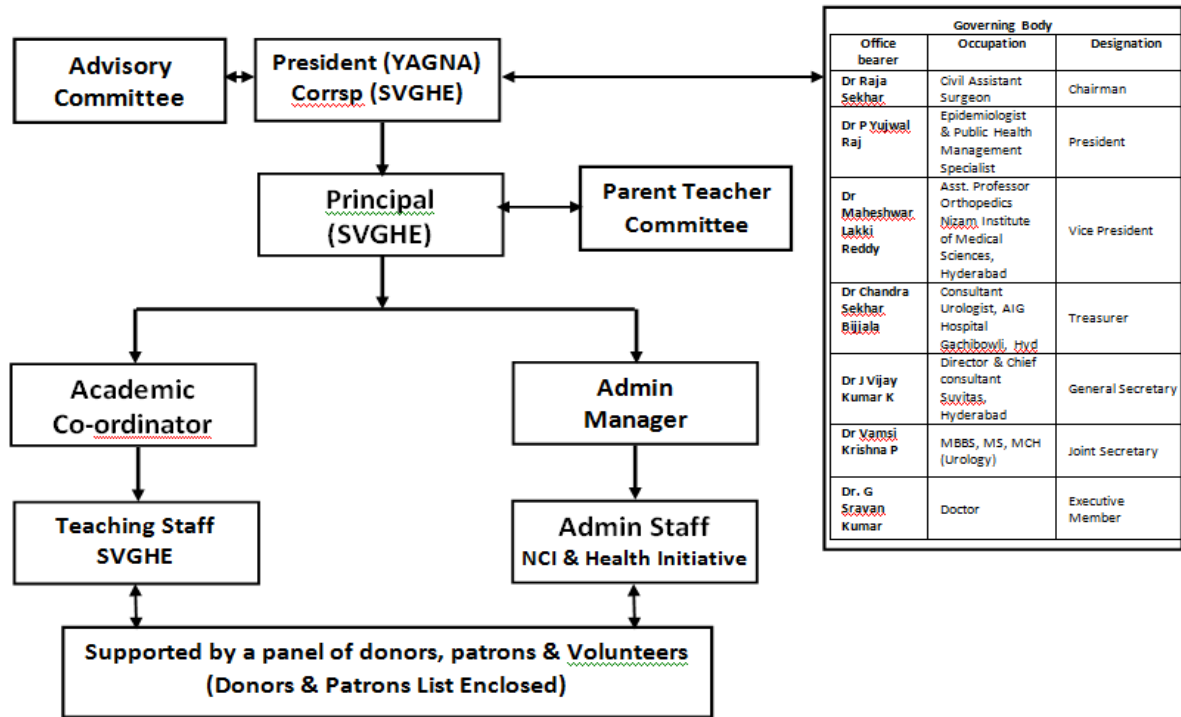 Advisory
Committee
President (YAGNA)
Corrsp (SVGHE)
Principal
(SVGHE)
Parent Teacher
Committee
Academic
Co-ordinator
Admin
Manager
Teaching Staff
SVGHE
Admin Staff
NCI & Health Initiative
Supported by a panel of donors, patrons & Volunteers
(Donors & Patrons List Enclosed)
Governing Body
Office
bearer
Occupation
Designation
Dr Raja
Sekhar
Civil Assistant
Surgeon
Chairman
Dr P Yujwal
Raj
Epidemiologist
& Public Health
Management
Specialist
President
Dr
Maheshwar
Lakki
Reddy
Asst. Professor
Orthopedics
Nizam Institute
of Medical
Sciences,
Hyderabad
Vice President
Dr Chandra
Sekhar
Bijjala
Consultant
Urologist, AIG
Hospital
Gachibowli, Hyd
Treasurer
Dr J Vijay
Kumar K
Director & Chief
consultant
Suvitas,
Hyderabad
General Secretary
Dr Vamsi
Krishna P
MBBS, MS, MCH
(Urology)
Joint Secretary
Dr. G
Sravan
Kumar
Doctor
Executive
Member